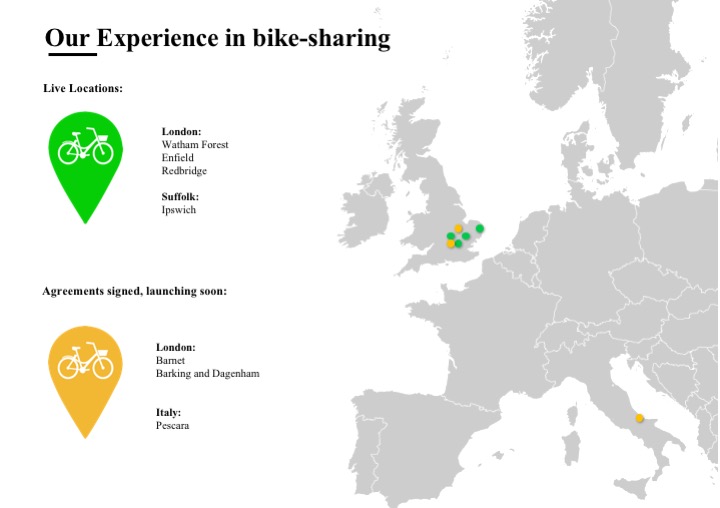 Our Experience in bike-sharing
Live Locations:
London:
Watham Forest
Enfield
Redbridge
Suffolk:
Ipswich
Agreements signed, launching soon:
London:
Barnet
Barking and Dagenham
Italy:
Pescara